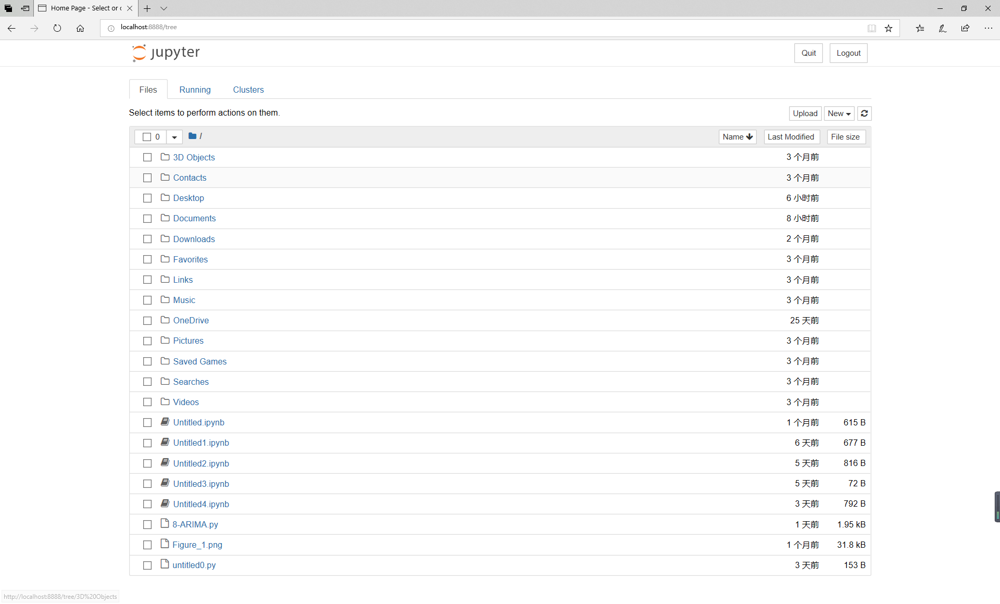 Home Page - Select or c
localhost:8888/tree
jupyter
Quit
Logout
Files
Running
Clusters
Select items to perform actions on them.
Upload
New
0
/
Name
Last Modified
File size
3D Objects 3 个月前
Contacts 3 个月前
Desktop 6 小时前
Documents 8 小时前
Downloads 2 个月前
Favorites 3 个月前
Links 3 个月前
Music 3 个月前
OneDrive 25 天前
Pictures 3 个月前
Saved Games 3 个月前
Searches 3 个月前
Videos 3 个月前
Untitled.ipynb 1 个月前 615 B
Untitled1.ipynb 6 天前 677 B
Untitled2.ipynb 5 天前 816 B
Untitled3.ipynb 5 天前 72 B
Untitled4.ipynb 3 天前 792 B
8-ARIMA.py 1 天前 1.95 kB
Figure_1.png 1 个月前 31.8 kB
untitled0.py 3 天前 153 B
http://localhost:8888/tree/3D%20Objects